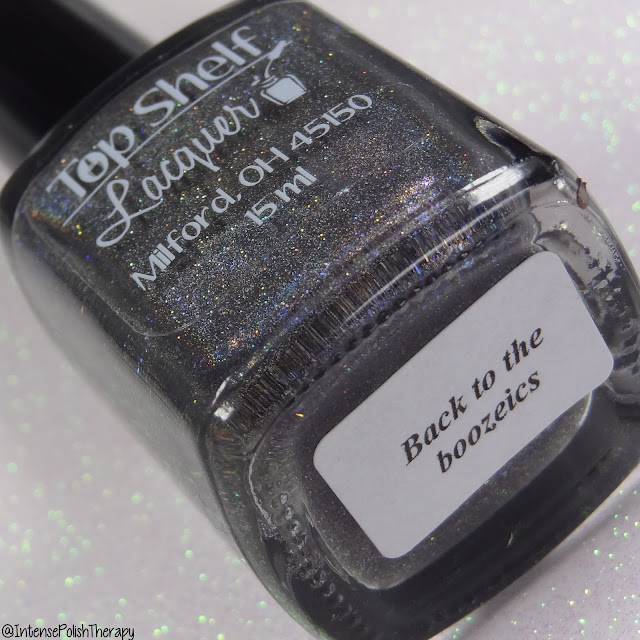 Top Shelf
Lacquer
Milford, OH 45150
15ml
Back to the
boozeics
@IntensePolishTherapy